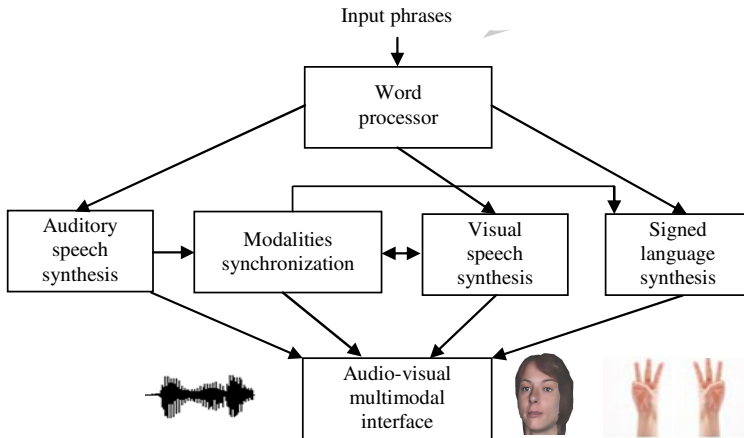 Input phrases
Word
processor
Auditory
speech
synthesis
Modalities
synchronization
Visual
speech
synthesis
Signed
language
synthesis
Audio-visual
multimodal
interface